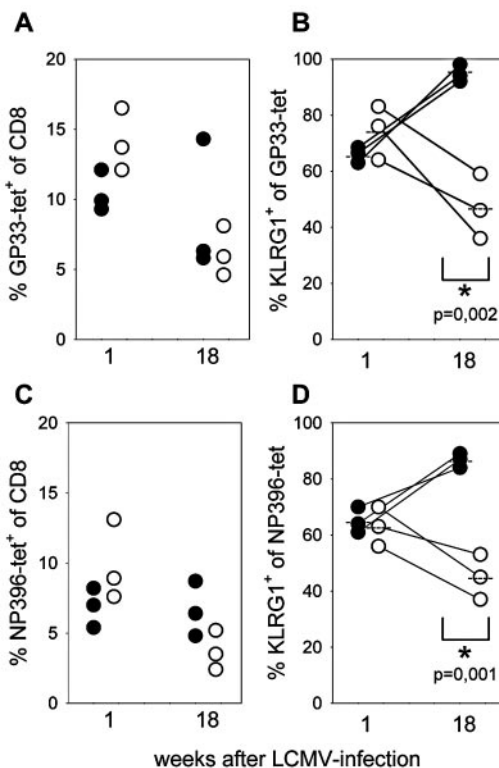 A
% GP33-tet⁺ of CD8
20
15
10
5
0
1
18
B
% KLRG1⁺ of GP33-tet
100
80
60
40
20
0
*
p=0,002
1
18
C
% NP396-tet⁺ of CD8
20
15
10
5
0
1
18
D
% KLRG1⁺ of NP396-tet
100
80
60
40
20
0
*
p=0,001
1
18
weeks after LCMV-infection